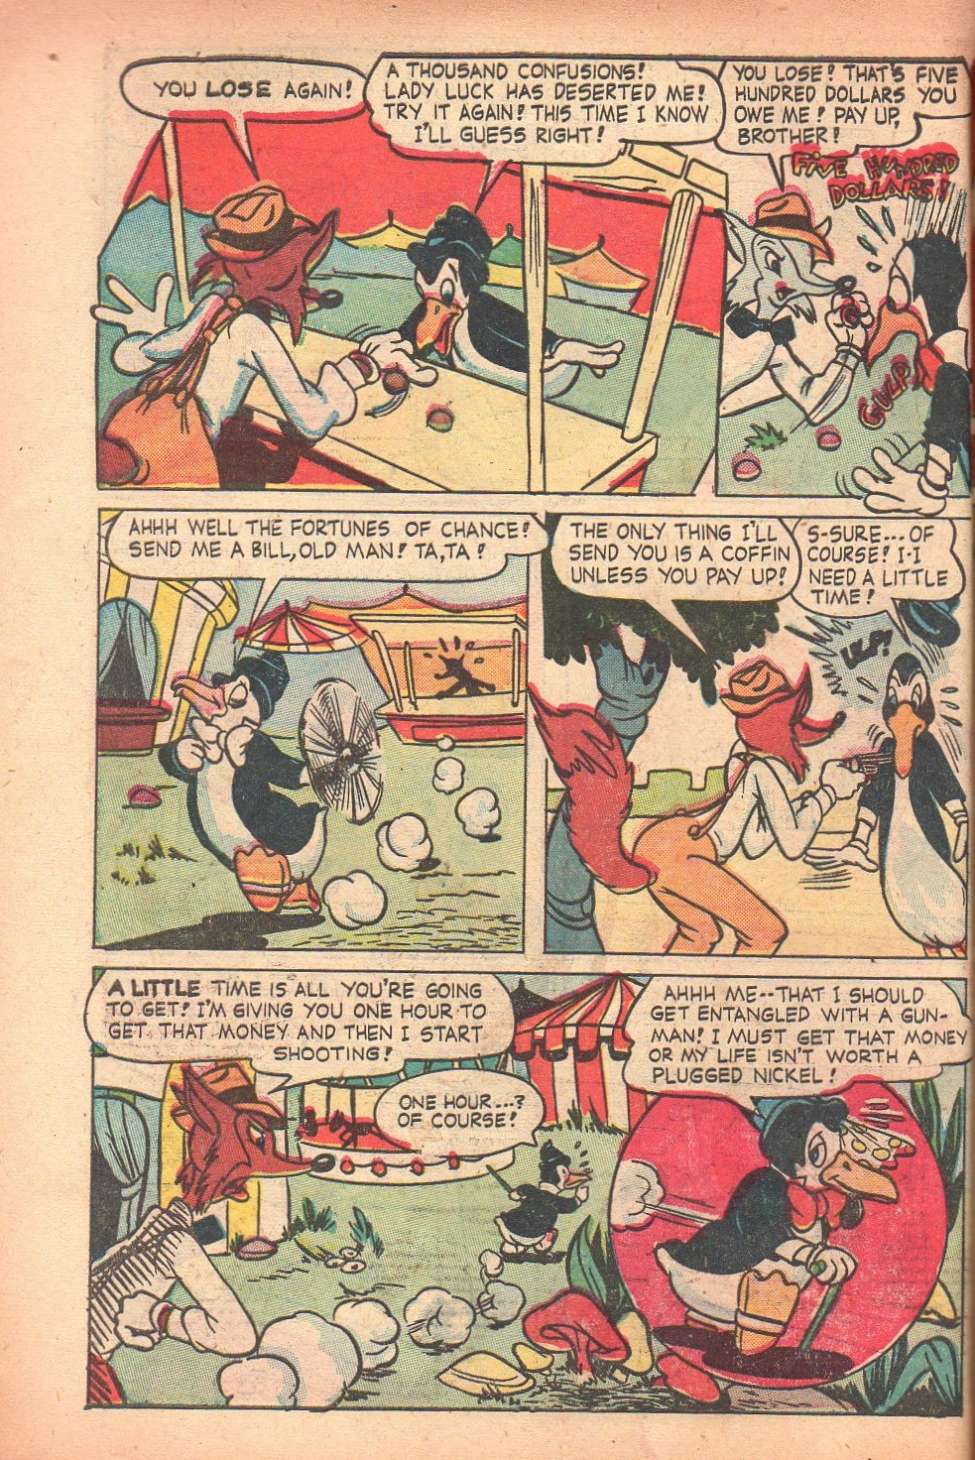 YOU LOSE AGAIN!
A THOUSAND CONFUSIONS!
LADY LUCK HAS DESERTED ME!
TRY IT AGAIN! THIS TIME I KNOW
I'LL GUESS RIGHT!
YOU LOSE! THAT'S FIVE
HUNDRED DOLLARS YOU
OWE ME! PAY UP,
BROTHER!
FIVE HUNDRED
DOLLARS!
GULP!
AHHH WELL THE FORTUNES OF CHANCE!
SEND ME A BILL, OLD MAN! TA, TA!
THE ONLY THING I'LL
SEND YOU IS A COFFIN
UNLESS YOU PAY UP!
S-SURE... OF
COURSE! I-I
NEED A LITTLE
TIME!
ULP!
A LITTLE TIME IS ALL YOU'RE GOING
TO GET! I'M GIVING YOU ONE HOUR TO
GET THAT MONEY AND THEN I START
SHOOTING!
ONE HOUR...?
OF COURSE!
AHHH ME--THAT I SHOULD
GET ENTANGLED WITH A GUN-
MAN! I MUST GET THAT MONEY
OR MY LIFE ISN'T WORTH A
PLUGGED NICKEL!